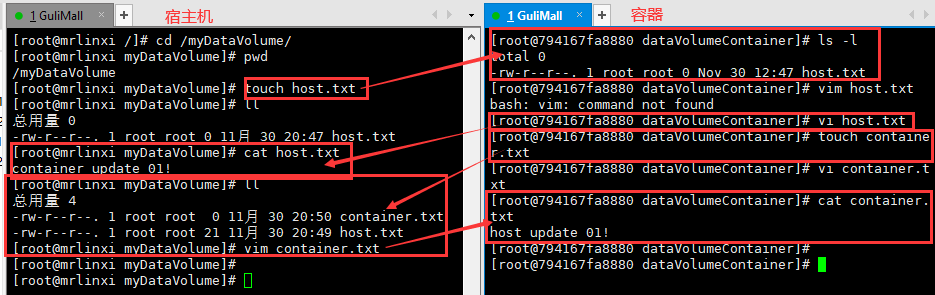 1 GuliMall
宿主机
[root@mrlinxi /]# cd /myDataVolume/
[root@mrlinxi myDataVolume]# pwd
/myDataVolume
[root@mrlinxi myDataVolume]# touch host.txt
[root@mrlinxi myDataVolume]# ll
总用量 0
-rw-r--r--. 1 root root 0 11月 30 20:47 host.txt
[root@mrlinxi myDataVolume]# cat host.txt
container update 01!
[root@mrlinxi myDataVolume]# ll
总用量 4
-rw-r--r--. 1 root root  0 11月 30 20:50 container.txt
-rw-r--r--. 1 root root 21 11月 30 20:49 host.txt
[root@mrlinxi myDataVolume]# vim container.txt
[root@mrlinxi myDataVolume]#
[root@mrlinxi myDataVolume]#
1 GuliMall
容器
[root@794167fa8880 dataVolumeContainer]# ls -l
total 0
-rw-r--r--. 1 root root 0 Nov 30 12:47 host.txt
[root@794167fa8880 dataVolumeContainer]# vim host.txt
bash: vim: command not found
[root@794167fa8880 dataVolumeContainer]# vi host.txt
[root@794167fa8880 dataVolumeContainer]# touch containe
r.txt
[root@794167fa8880 dataVolumeContainer]# vi container.t
xt
[root@794167fa8880 dataVolumeContainer]# cat container.
txt
host update 01!
[root@794167fa8880 dataVolumeContainer]#
[root@794167fa8880 dataVolumeContainer]#